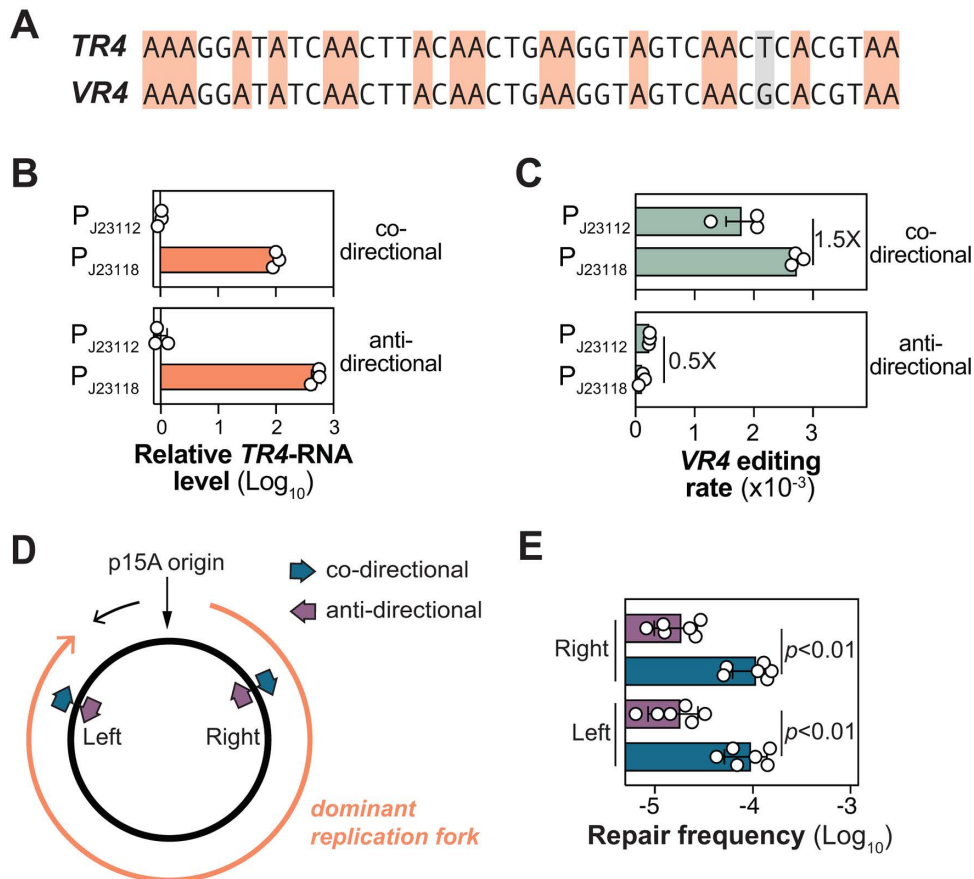 A
TR4 AAAGGATATCAACTTACAACTGAAGGTAGTCAACTCACGTAA
VR4 AAAGGATATCAACTTACAACTGAAGGTAGTCAACGCACGTAA
B
PJ23112
PJ23118
co-
directional
PJ23112
PJ23118
anti-
directional
0 1 2 3
Relative TR4-RNA
level (Log10)
C
PJ23112
PJ23118
1.5X
co-
directional
PJ23112
PJ23118
0.5X
anti-
directional
0 1 2 3
VR4 editing
rate (x10-3)
D
p15A origin
co-directional
anti-directional
Left
Right
dominant
replication fork
E
Right
p<0.01
Left
p<0.01
-5 -4 -3
Repair frequency (Log10)